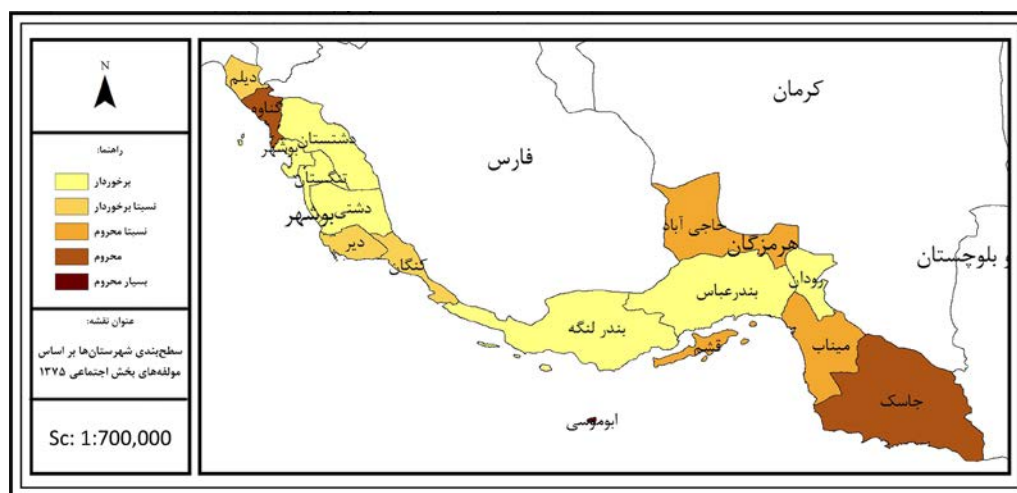 N
راهنما:
برخوردار
نسبتا برخوردار
نسبتا محروم
محروم
بسیار محروم
عنوان نقشه:
سطح‌بندی شهرستان‌ها بر اساس
مولفه‌های بخش اجتماعی ۱۳۷۵
Sc: 1:700,000
دیلم
گناوه
دشتستان
بوشهر
تنگستان
دشتی
بوشهر
دیر
کنگان
فارس
کرمان
حاجی آباد
هرمزگان
و بلوچستان
رودان
بندرعباس
بندر لنگه
قشم
میناب
جاسک
ابوموسی